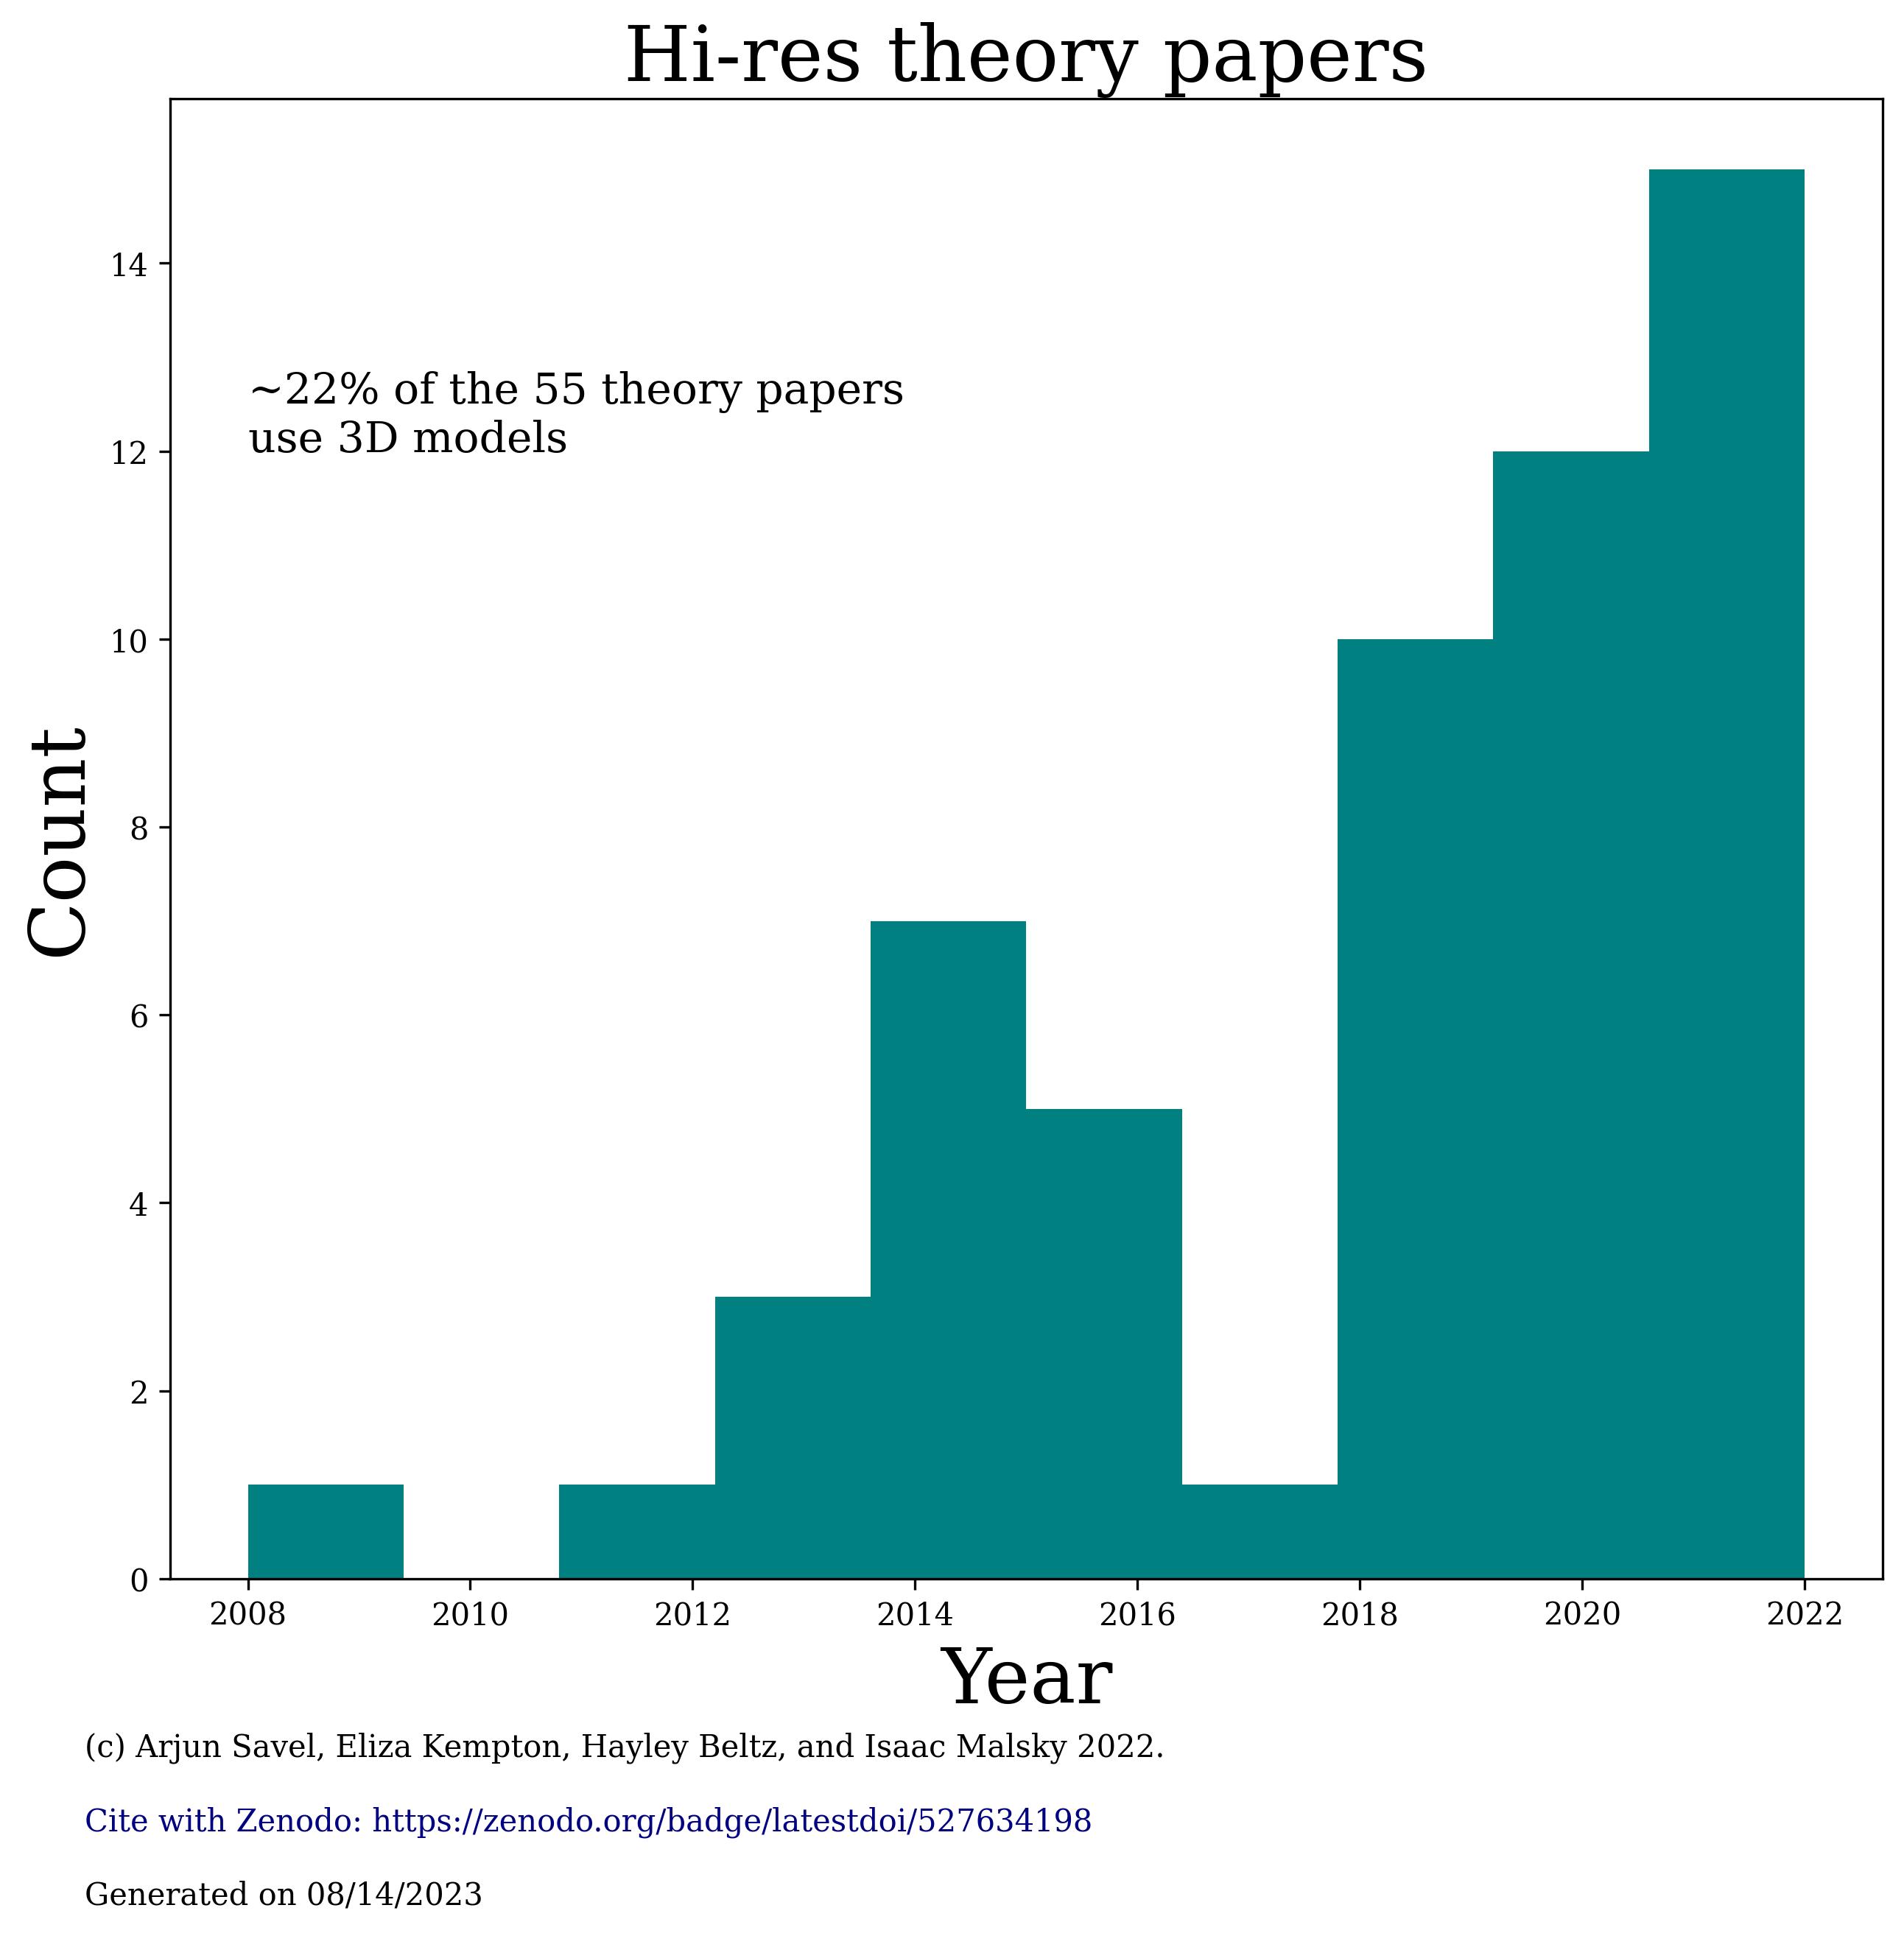 Hi-res theory papers
14
~22% of the 55 theory papers
use 3D models
12
10
8
6
4
2
0
Count
2008 2010 2012 2014 2016 2018 2020 2022
Year
(c) Arjun Savel, Eliza Kempton, Hayley Beltz, and Isaac Malsky 2022.
Cite with Zenodo: https://zenodo.org/badge/latestdoi/527634198
Generated on 08/14/2023